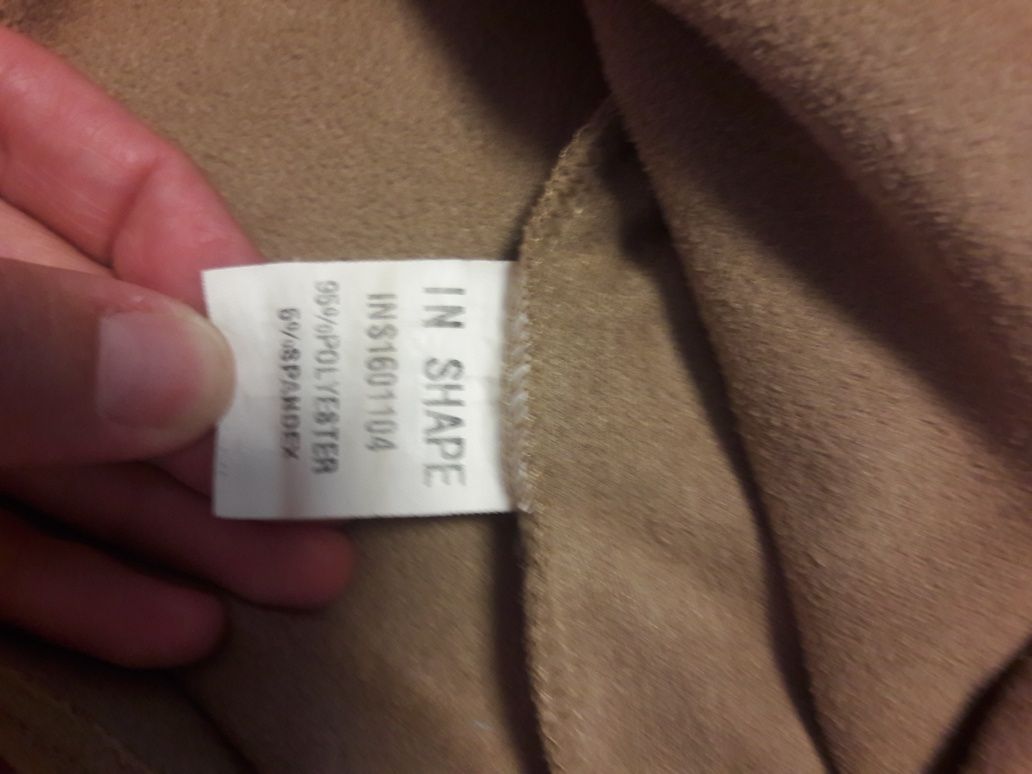 IN SHAPE
INS1601104
95%POLYESTER
5%SPANDEX